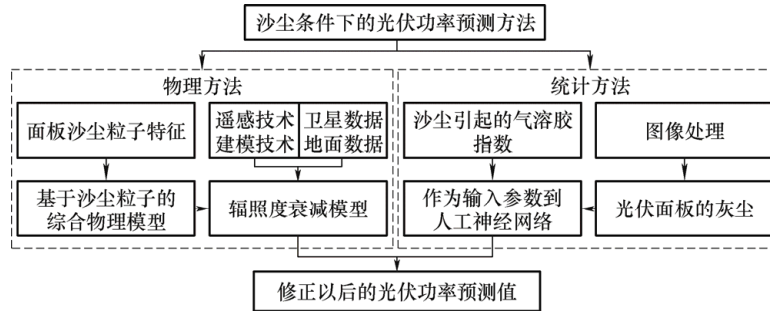 沙尘条件下的光伏功率预测方法
物理方法
统计方法
面板沙尘粒子特征
遥感技术
建模技术
卫星数据
地面数据
沙尘引起的气溶胶
指数
图像处理
基于沙尘粒子的
综合物理模型
辐照度衰减模型
作为输入参数到
人工神经网络
光伏面板的灰尘
修正以后的光伏功率预测值